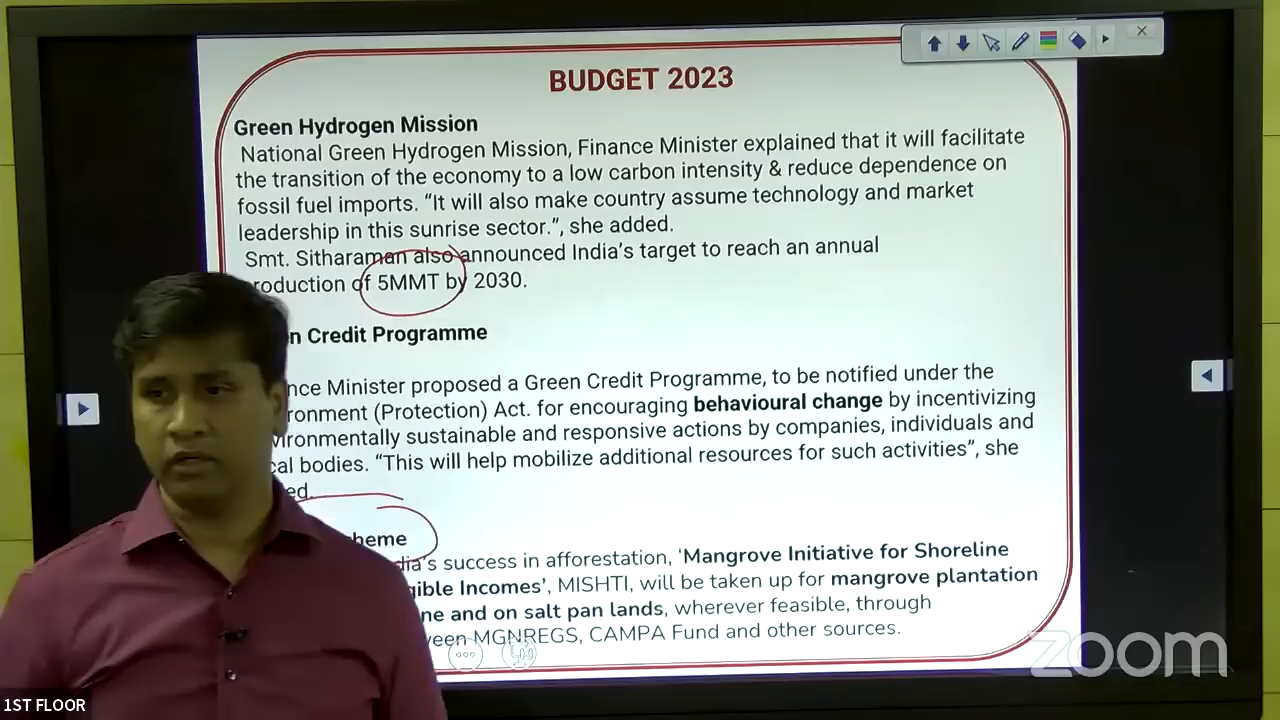 BUDGET 2023
Green Hydrogen Mission
National Green Hydrogen Mission, Finance Minister explained that it will facilitate
the transition of the economy to a low carbon intensity & reduce dependence on
fossil fuel imports. “It will also make country assume technology and market
leadership in this sunrise sector.”, she added.
Smt. Sitharaman also announced India’s target to reach an annual
roduction of 5MMT by 2030.
n Credit Programme
nce Minister proposed a Green Credit Programme, to be notified under the
ronment (Protection) Act. for encouraging behavioural change by incentivizing
vironmentally sustainable and responsive actions by companies, individuals and
cal bodies. “This will help mobilize additional resources for such activities”, she
ed.
heme
dia’s success in afforestation, ‘Mangrove Initiative for Shoreline
gible Incomes’, MISHTI, will be taken up for mangrove plantation
ne and on salt pan lands, wherever feasible, through
veen MGNREGS, CAMPA Fund and other sources.
zoom
1ST FLOOR